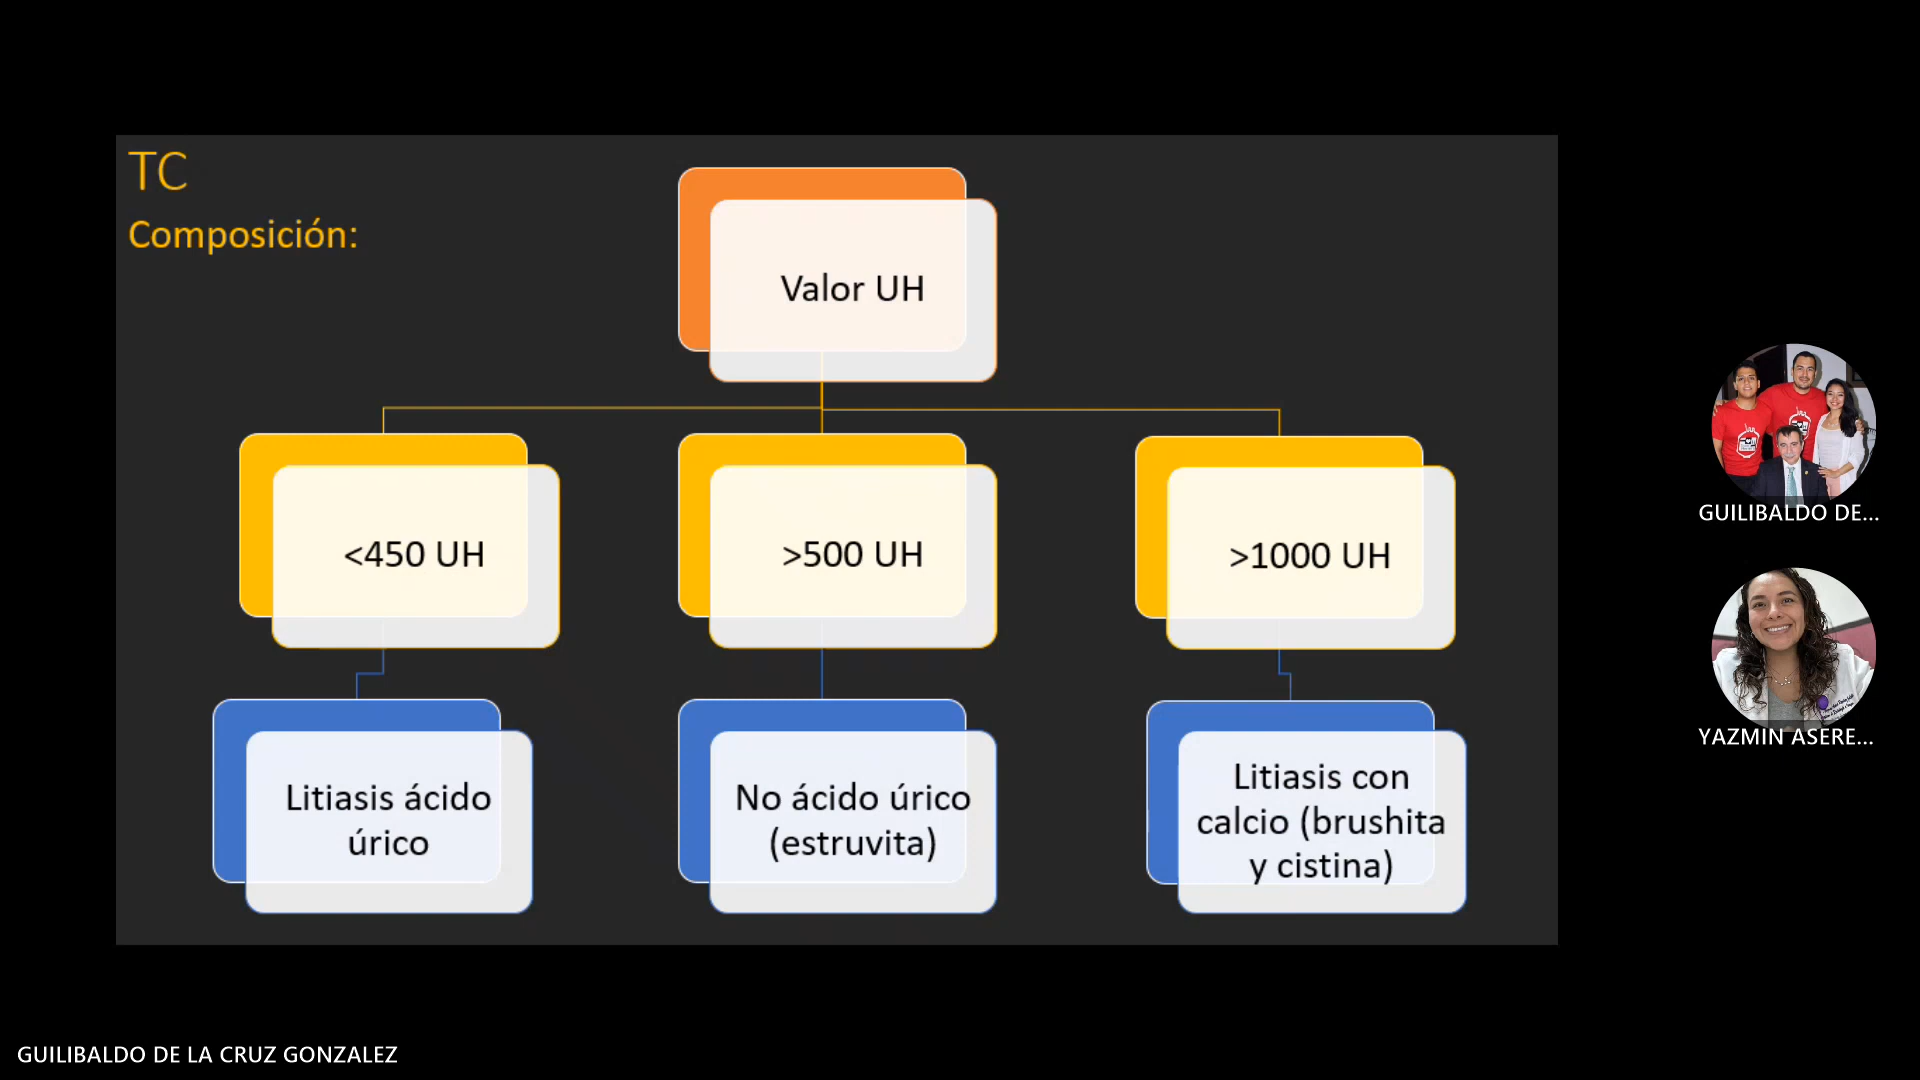 TC
Composición:
Valor UH
<450 UH
>500 UH
>1000 UH
Litiasis ácido
úrico
No ácido úrico
(estruvita)
Litiasis con
calcio (brushita
y cistina)
GUILIBALDO DE...
YAZMIN ASERE...
GUILIBALDO DE LA CRUZ GONZALEZ